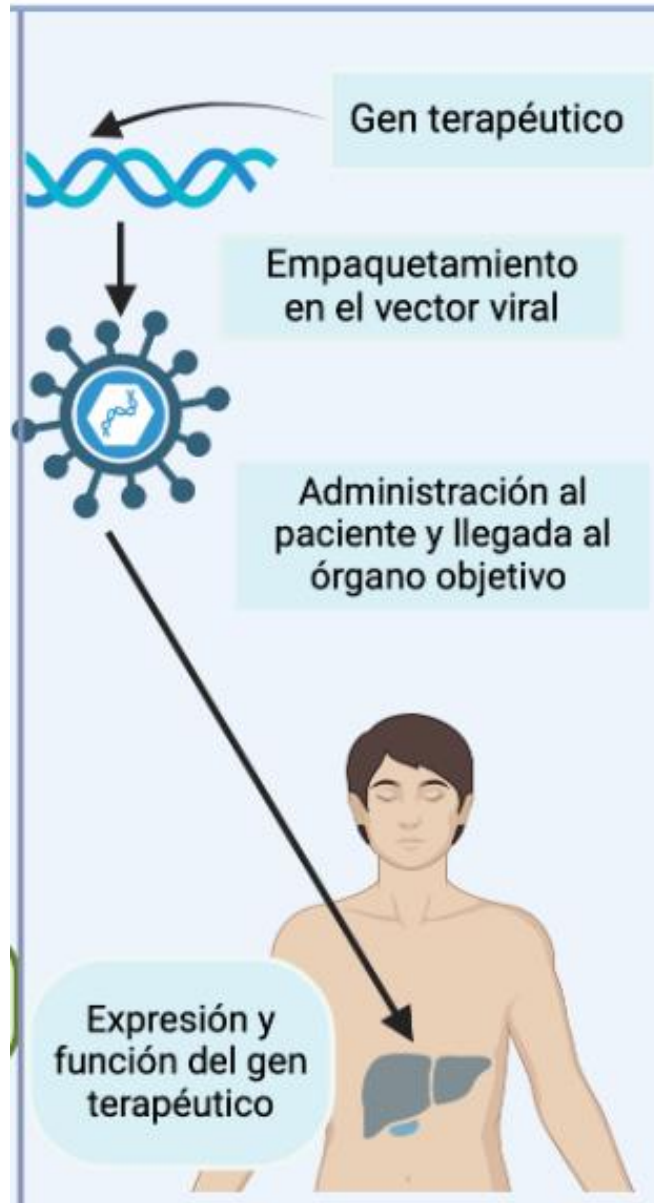 Gen terapéutico
Empaquetamiento
en el vector viral
Administración al
paciente y llegada al
órgano objetivo
Expresión y
función del gen
terapéutico